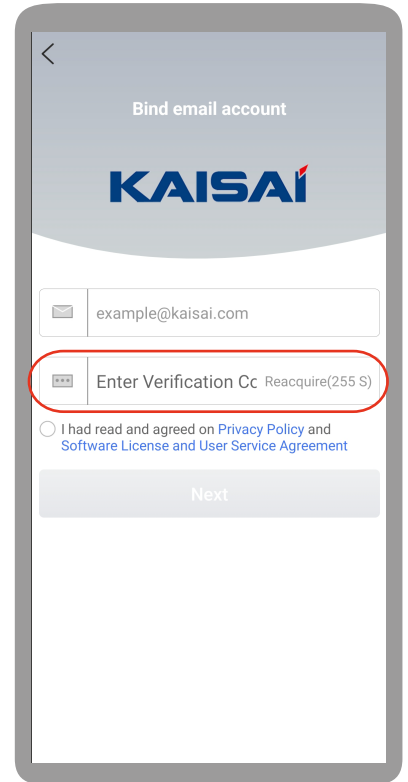 Bind email account
KAISAI
example@kaisai.com
Enter Verification Cc Reacquire(255 S)
I had read and agreed on Privacy Policy and
Software License and User Service Agreement
Next